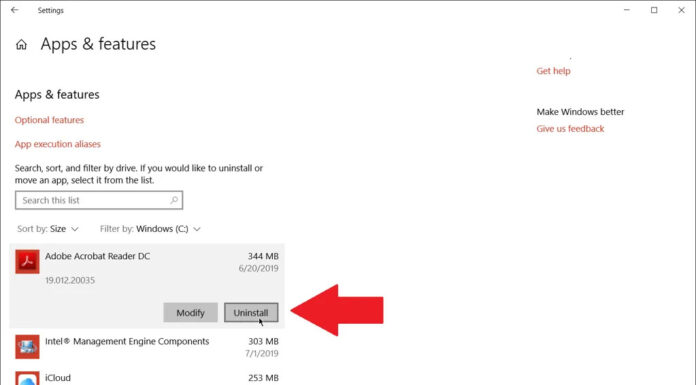 Settings
Apps & features
Get help
Apps & features
Make Windows better
Optional features
Give us feedback
App execution aliases
Search, sort, and filter by drive. If you would like to uninstall or
move an app, select it from the list.
Search this list
Sort by: Size Filter by: Windows (C:)
Adobe Acrobat Reader DC 344 MB
6/20/2019
19.012.20035
Modify Uninstall
Intel® Management Engine Components 303 MB
7/1/2019
iCloud 253 MB